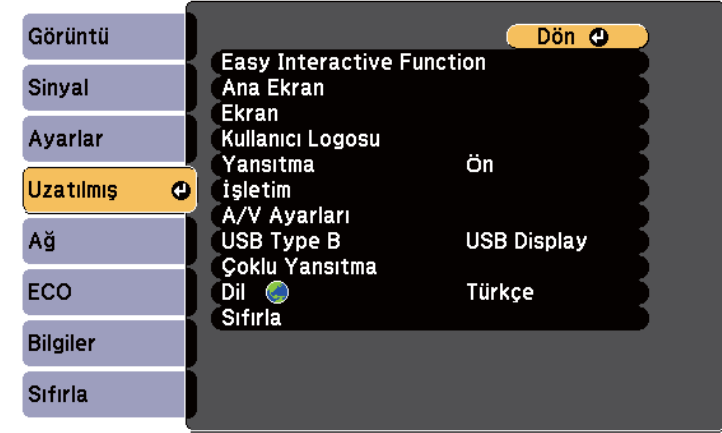 Görüntü
Sinyal
Ayarlar
Uzatılmış
Ağ
ECO
Bilgiler
Sıfırla
Dön
Easy Interactive Function
Ana Ekran
Ekran
Kullanıcı Logosu
Yansıtma Ön
İşletim
A/V Ayarları
USB Type B USB Display
Çoklu Yansıtma
Dil Türkçe
Sıfırla